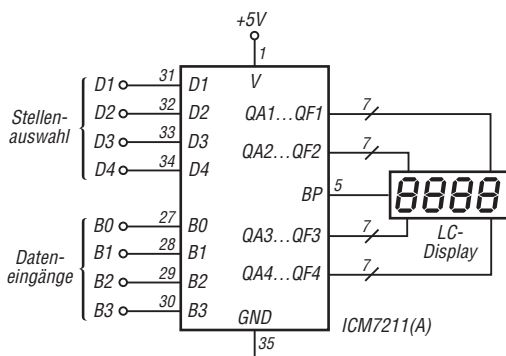 +5V
1
V
D1 31 D1
D2 32 D2
D3 33 D3
D4 34 D4
Stellen-
auswahl
B0 27 B0
B1 28 B1
B2 29 B2
B3 30 B3
Daten-
eingänge
QA1...QF1 7
QA2...QF2 7
BP 5
QA3...QF3 7
QA4...QF4 7
8888
LC-
Display
GND
35
ICM7211(A)